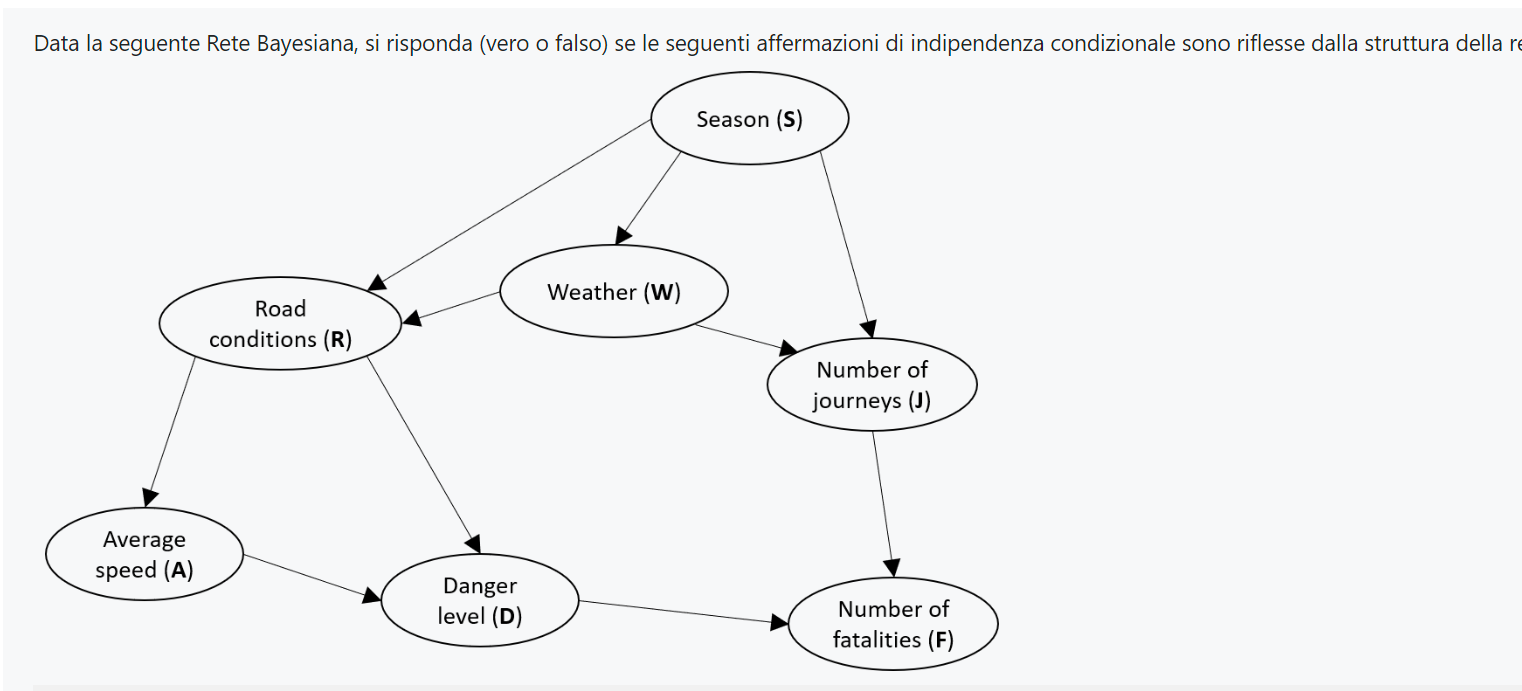 Data la seguente Rete Bayesiana, si risponda (vero o falso) se le seguenti affermazioni di indipendenza condizionale sono riflesse dalla struttura della
Season (S)
Weather (W)
Road
conditions (R)
Number of
journeys (J)
Average
speed (A)
Danger
level (D)
Number of
fatalities (F)